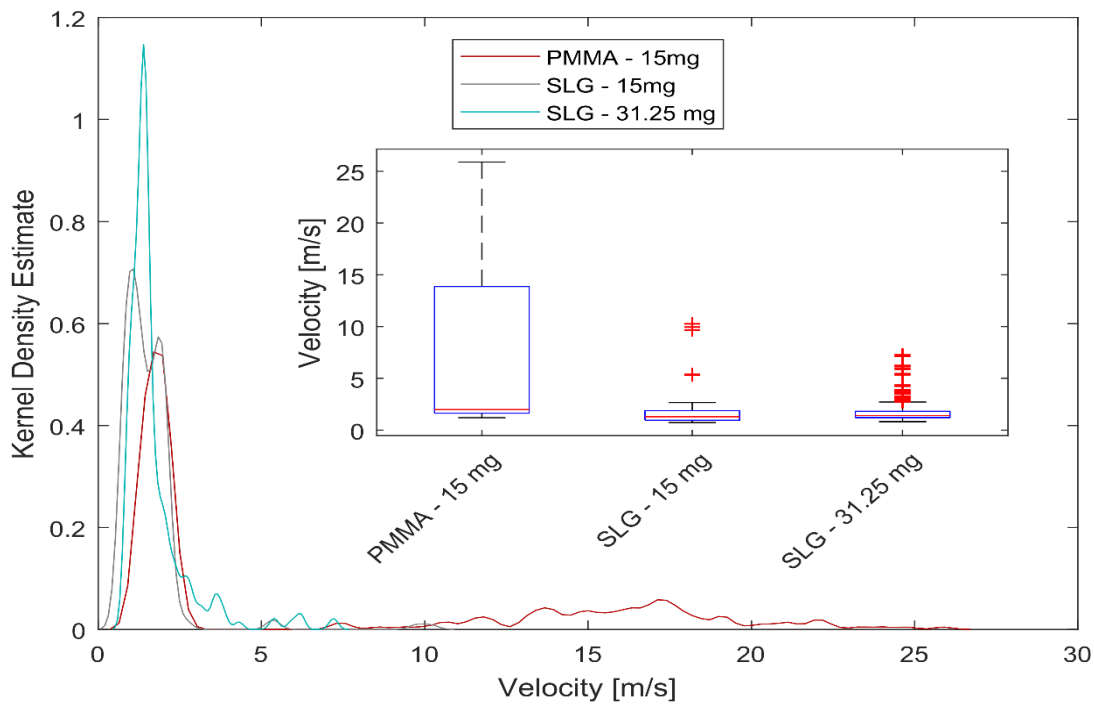 1.2
1
0.8
0.6
0.4
0.2
0
Kernel Density Estimate
PMMA - 15mg
SLG - 15mg
SLG - 31.25 mg
25
20
15
10
5
0
Velocity [m/s]
PMMA - 15 mg
SLG - 15 mg
SLG - 31.25 mg
0 5 10 15 20 25 30
Velocity [m/s]